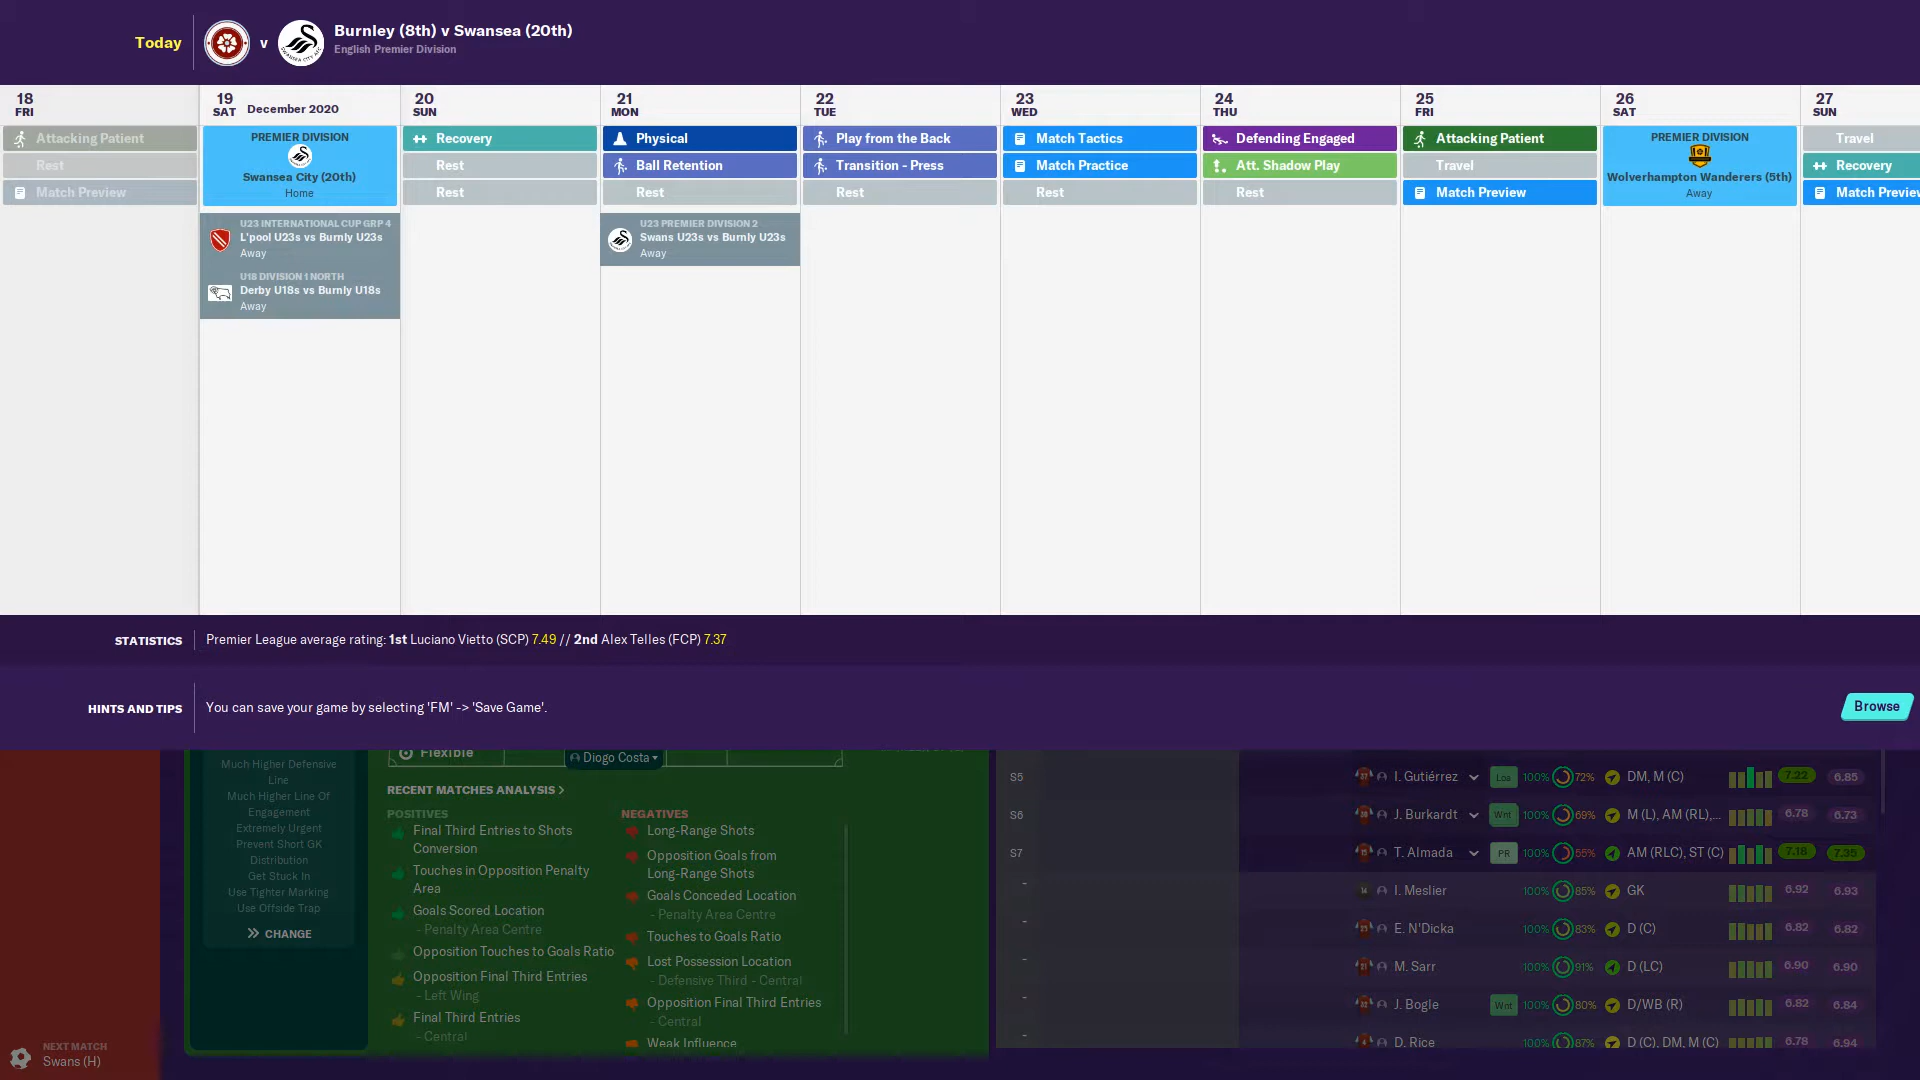 Today
v
Burnley (8th) v Swansea (20th)
English Premier Division
18
FRI
Attacking Patient
Rest
Match Preview
19
SAT
December 2020
PREMIER DIVISION
Swansea City (20th)
Home
U23 INTERNATIONAL CUP GRP 4
L'pool U23s vs Burnly U23s
Away
U18 DIVISION 1 NORTH
Derby U18s vs Burnly U18s
Away
20
SUN
Recovery
Rest
Rest
21
MON
Physical
Ball Retention
Rest
U23 PREMIER DIVISION 2
Swans U23s vs Burnly U23s
Away
22
TUE
Play from the Back
Transition - Press
Rest
23
WED
Match Tactics
Match Practice
Rest
24
THU
Defending Engaged
Att. Shadow Play
Rest
25
FRI
Attacking Patient
Travel
Match Preview
26
SAT
PREMIER DIVISION
Wolverhampton Wanderers (5th)
Away
27
SUN
Travel
Recovery
Match Preview
STATISTICS
Premier League average rating: 1st Luciano Vietto (SCP) 7.49 // 2nd Alex Telles (FCP) 7.37
HINTS AND TIPS
You can save your game by selecting 'FM' -> 'Save Game'.
Browse
Much Higher Defensive
Line
Much Higher Line Of
Engagement
Extremely Urgent
Prevent Short GK
Distribution
Get Stuck In
Use Tighter Marking
Use Offside Trap
CHANGE
Flexible
Diogo Costa
RECENT MATCHES ANALYSIS >
POSITIVES
Final Third Entries to Shots
Conversion
Touches in Opposition Penalty
Area
Goals Scored Location
- Penalty Area Centre
Opposition Touches to Goals Ratio
Opposition Final Third Entries
- Left Wing
Final Third Entries
- Central
NEGATIVES
Long-Range Shots
Opposition Goals from
Long-Range Shots
Goals Conceded Location
- Penalty Area Centre
Touches to Goals Ratio
Lost Possession Location
- Defensive Third - Central
Opposition Final Third Entries
- Central
Weak Influence
S5 I. Gutiérrez Loa 100% 72% DM, M (C) 7.22 6.85
S6 J. Burkardt Wnt 100% 69% M (L), AM (RL),... 6.78 6.73
S7 T. Almada PR 100% 55% AM (RLC), ST (C) 7.18 7.35
- I. Meslier 100% 85% GK 6.92 6.93
- E. N'Dicka 100% 83% D (C) 6.82 6.82
- M. Sarr 100% 91% D (LC) 6.90 6.90
- J. Bogle Wnt 100% 80% D/WB (R) 6.82 6.84
- D. Rice 100% 87% D (C), DM, M (C) 6.78 6.94
NEXT MATCH
Swans (H)